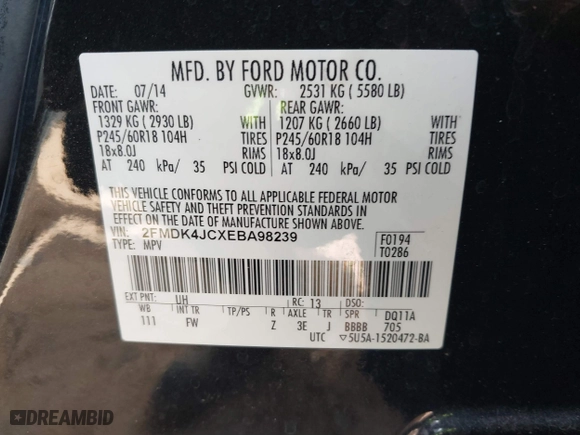 MFD. BY FORD MOTOR CO.
DATE: 07/14 GVWR: 2531 KG ( 5580 LB)
FRONT GAWR: REAR GAWR:
1329 KG ( 2930 LB) WITH 1207 KG ( 2660 LB) WITH
P245/60R18 104H TIRES P245/60R18 104H TIRES
18x8.0J RIMS 18x8.0J RIMS
AT 240 kPa/ 35 PSI COLD AT 240 kPa/ 35 PSI COLD
THIS VEHICLE CONFORMS TO ALL APPLICABLE FEDERAL MOTOR
VEHICLE SAFETY AND THEFT PREVENTION STANDARDS IN
EFFECT ON THE DATE OF MANUFACTURE SHOWN ABOVE.
VIN: 2FMDK4JCXEBA98239 F0194
TYPE: MPV T0286
EXT PNT: UH RC: 13 DSO:
WB INT TR TP/PS R AXLE TR SPR DQ11A
111 FW Z 3E J BBBB 705
UTC ▽5U5A-1520472-BA
DREAMBID